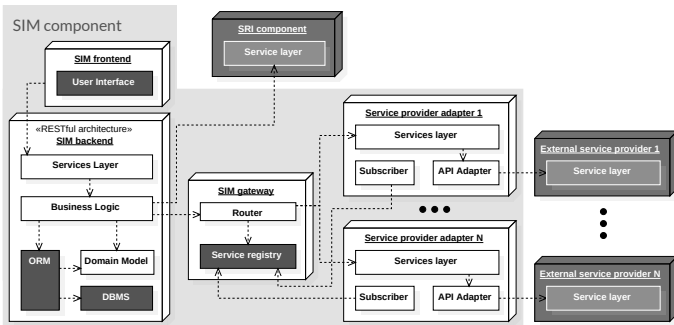 SIM component
SIM frontend
User Interface
«RESTful architecture»
SIM backend
Services Layer
Business Logic
ORM
Domain Model
DBMS
SRI component
Service layer
SIM gateway
Router
Service registry
Service provider adapter 1
Services layer
Subscriber
API Adapter
Service provider adapter N
Services layer
Subscriber
API Adapter
External service provider 1
Service layer
External service provider N
Service layer